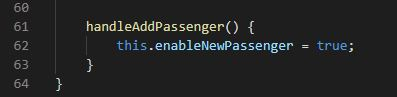 60
61 handleAddPassenger() {
62 this.enableNewPassenger = true;
63 }
64 }